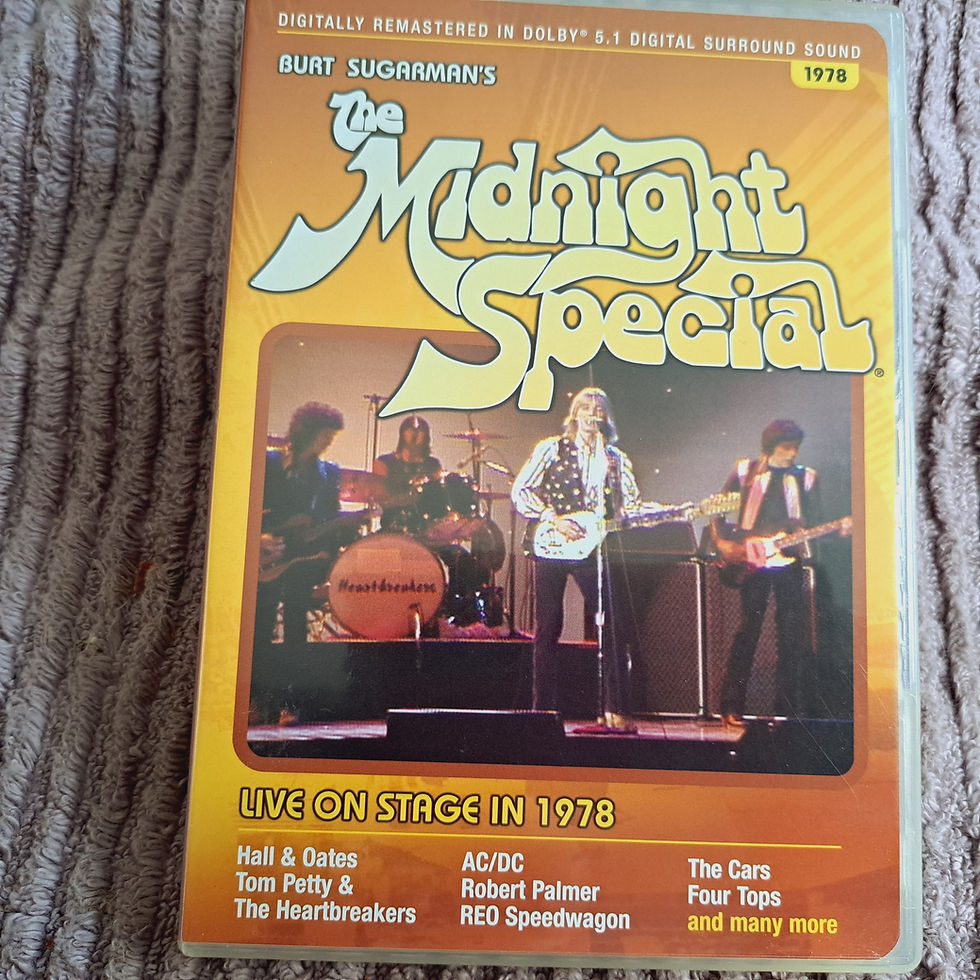 DIGITALLY REMASTERED IN DOLBY® 5.1 DIGITAL SURROUND SOUND
1978
BURT SUGARMAN'S
The
Midnight
Special®
Heartbreakers
LIVE ON STAGE IN 1978
Hall & Oates
Tom Petty &
The Heartbreakers
AC/DC
Robert Palmer
REO Speedwagon
The Cars
Four Tops
and many more